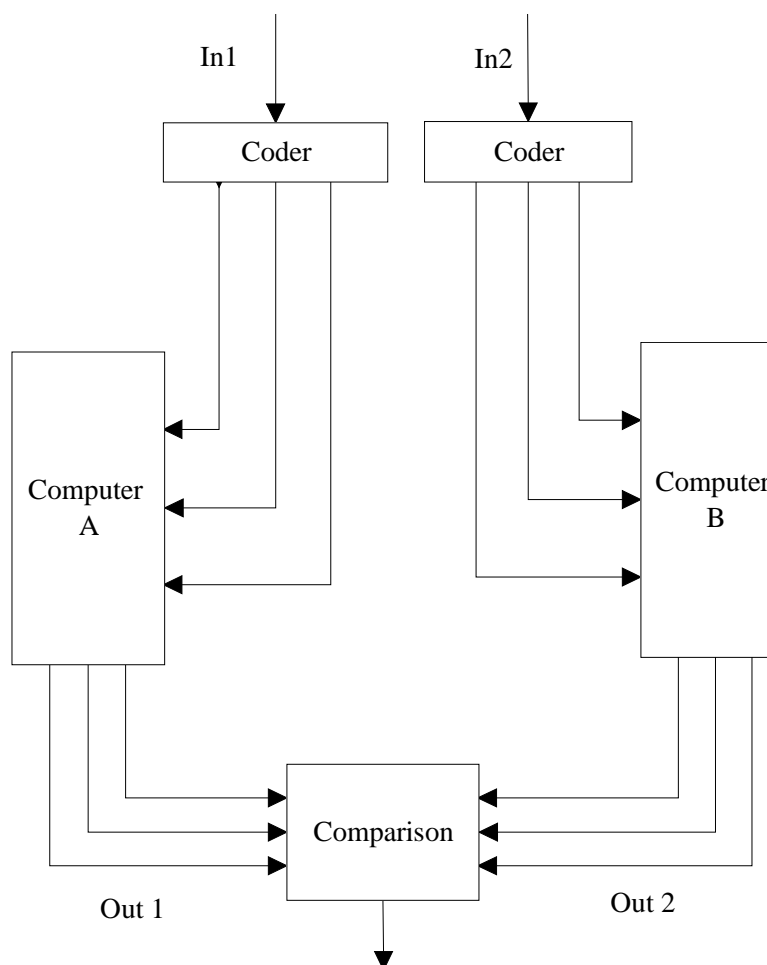 In1
In2
Coder
Coder
Computer
A
Computer
B
Comparison
Out 1
Out 2